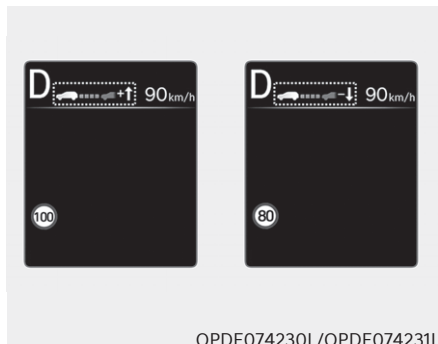 D + 90km/h
100
D - 90km/h
80
OPDE074230L/OPDE074231L